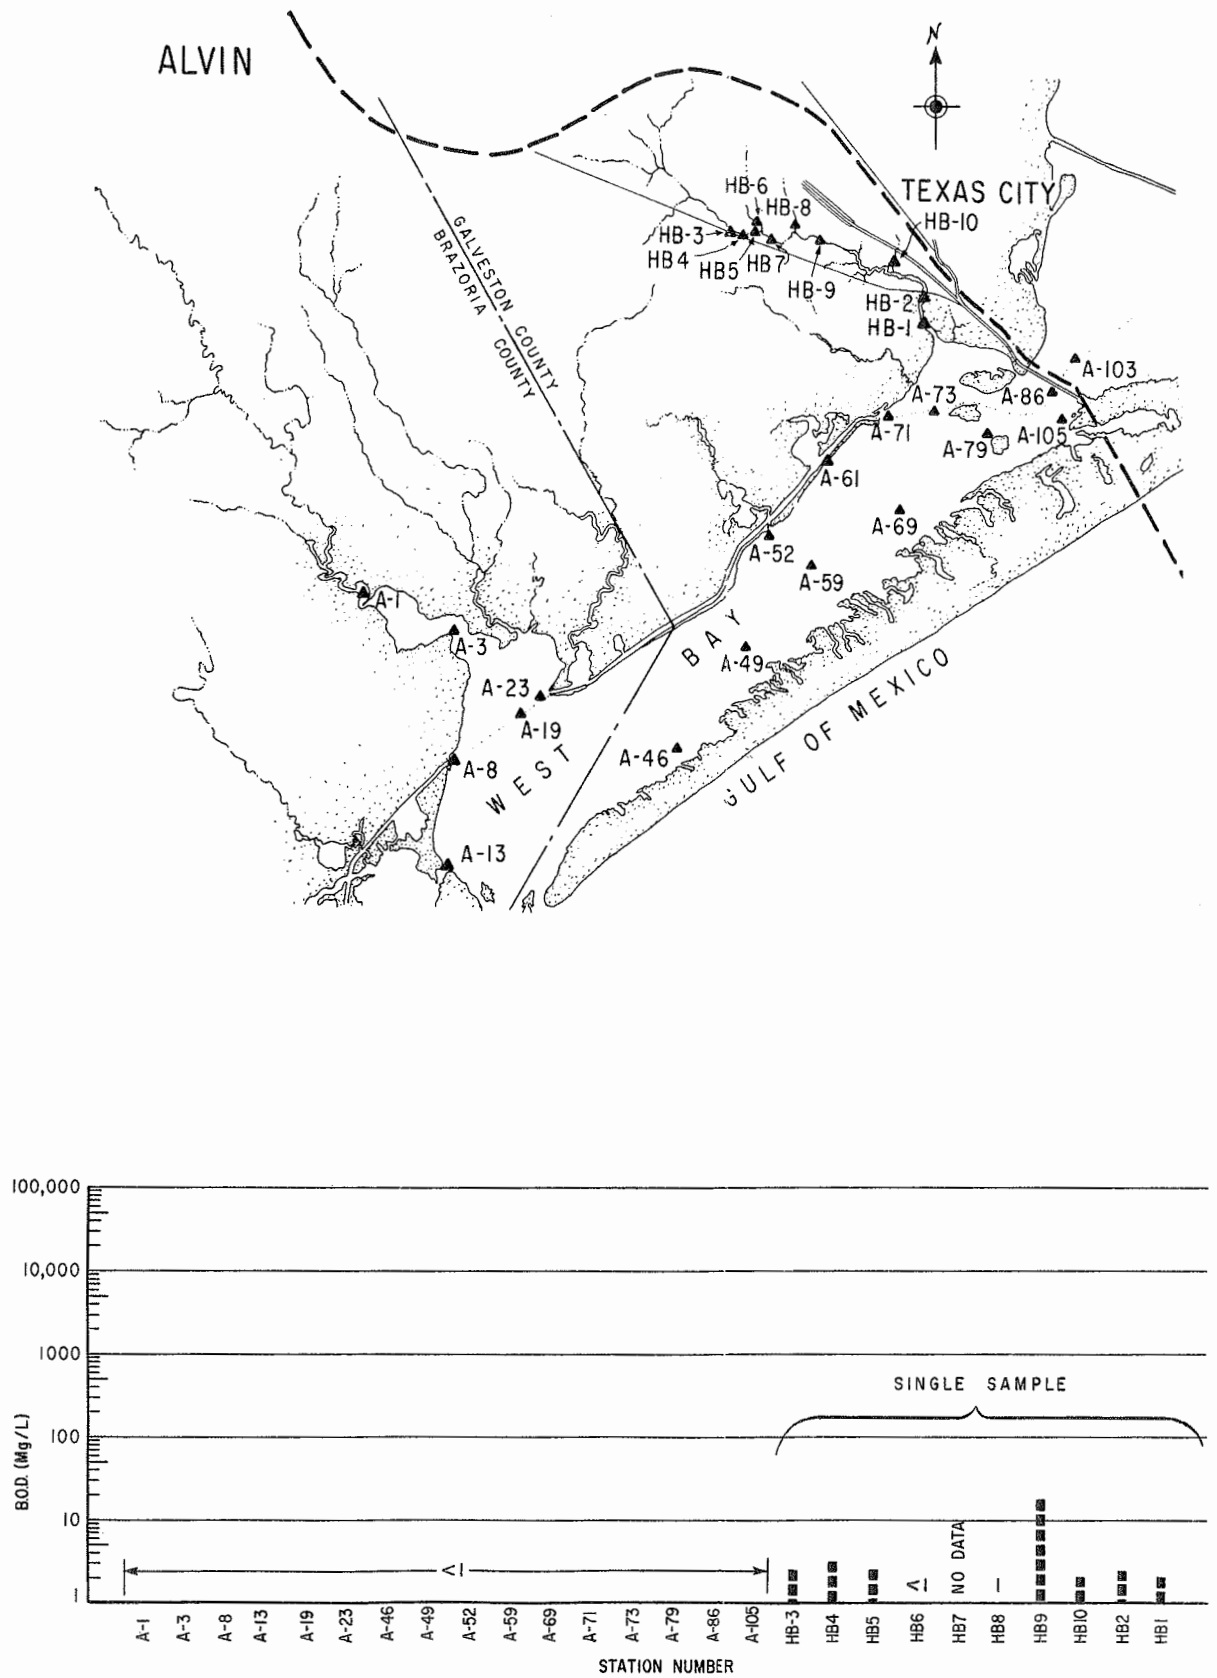 ALVIN
N
TEXAS CITY
GALVESTON COUNTY
BRAZORIA COUNTY
HB-6
HB-8
HB-10
HB-3
HB4
HB5
HB7
HB-9
HB-2
HB-1
A-103
A-73
A-86
A-71
A-79
A-105
A-61
A-69
A-52
A-59
A-1
A-3
A-49
A-23
A-19
A-46
A-8
A-13
WEST BAY
GULF OF MEXICO
100,000
10,000
1000
100
10
1
B.O.D. (Mg/L)
SINGLE SAMPLE
<1
<1
NO DATA
1
A-1
A-3
A-8
A-13
A-19
A-23
A-46
A-49
A-52
A-59
A-69
A-71
A-73
A-79
A-86
A-105
HB-3
HB4
HB5
HB6
HB7
HB8
HB9
HB10
HB2
HB1
STATION NUMBER